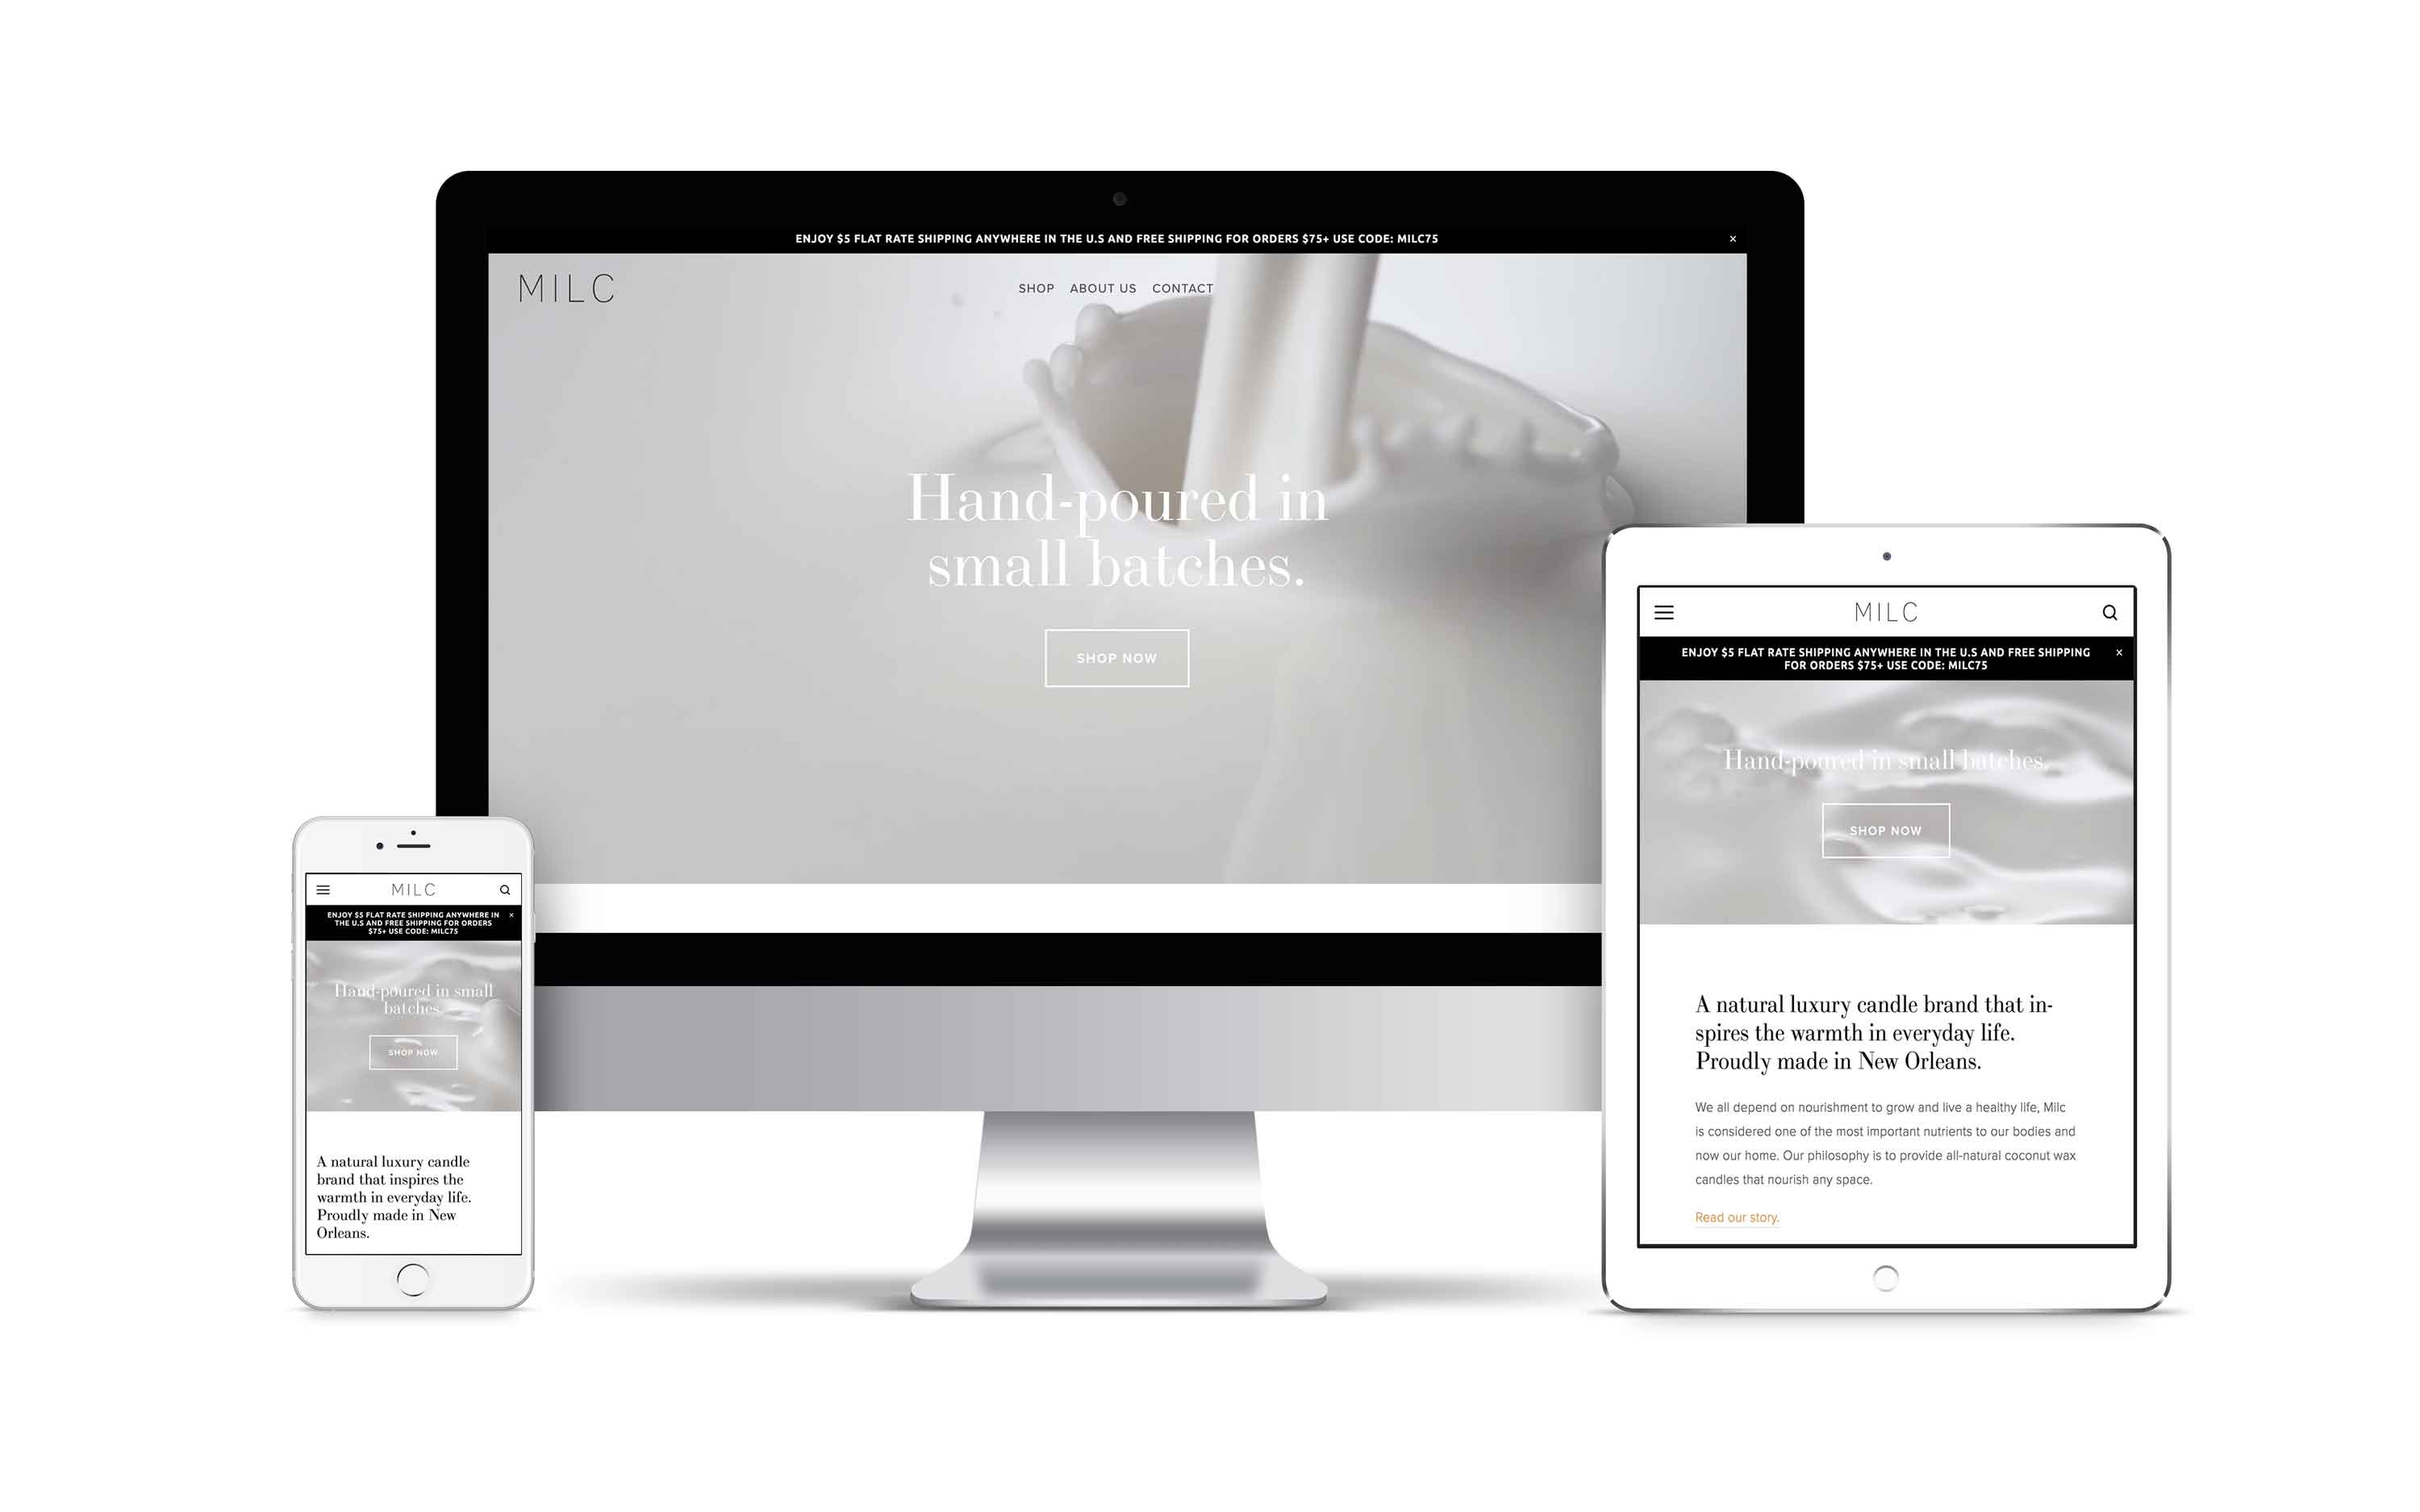 ENJOY $5 FLAT RATE SHIPPING ANYWHERE IN THE U.S AND FREE SHIPPING FOR ORDERS $75+ USE CODE: MILC75 ×
MILC
SHOP ABOUT US CONTACT
Hand-poured in
small batches.
SHOP NOW
MILC
ENJOY $5 FLAT RATE SHIPPING ANYWHERE IN
THE U.S AND FREE SHIPPING FOR ORDERS
$75+ USE CODE: MILC75
×
Hand-poured in small
batches.
SHOP NOW
A natural luxury candle
brand that inspires the
warmth in everyday life.
Proudly made in New
Orleans.
MILC
ENJOY $5 FLAT RATE SHIPPING ANYWHERE IN THE U.S AND FREE SHIPPING
FOR ORDERS $75+ USE CODE: MILC75
×
Hand-poured in small batches.
SHOP NOW
A natural luxury candle brand that in-
spires the warmth in everyday life.
Proudly made in New Orleans.
We all depend on nourishment to grow and live a healthy life, Milc
is considered one of the most important nutrients to our bodies and
now our home. Our philosophy is to provide all-natural coconut wax
candles that nourish any space.
Read our story.